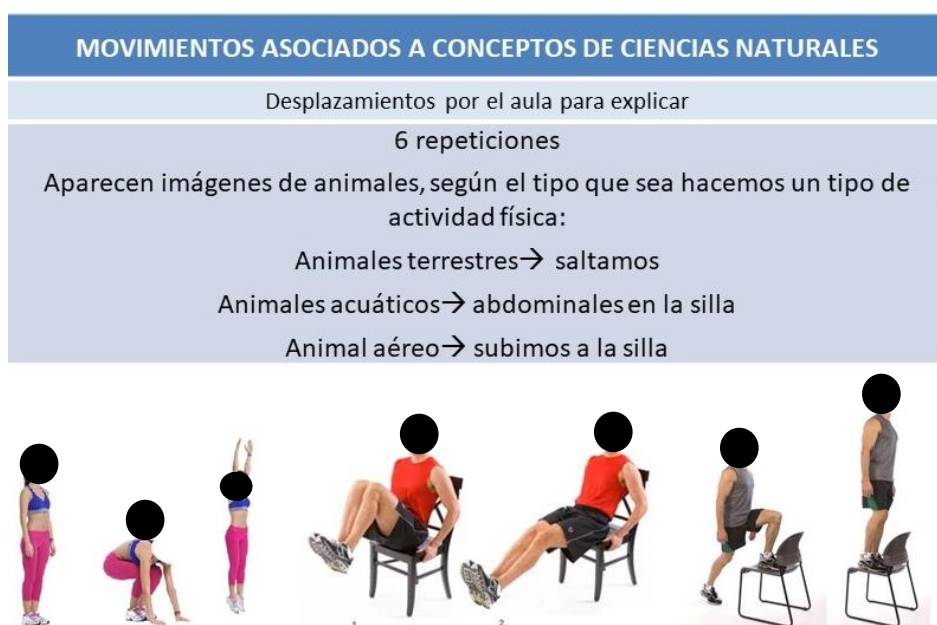 MOVIMIENTOS ASOCIADOS A CONCEPTOS DE CIENCIAS NATURALES
Desplazamientos por el aula para explicar
6 repeticiones
Aparecen imágenes de animales, según el tipo que sea hacemos un tipo de
actividad física:
Animales terrestres→ saltamos
Animales acuáticos→ abdominales en la silla
Animal aéreo→ subimos a la silla